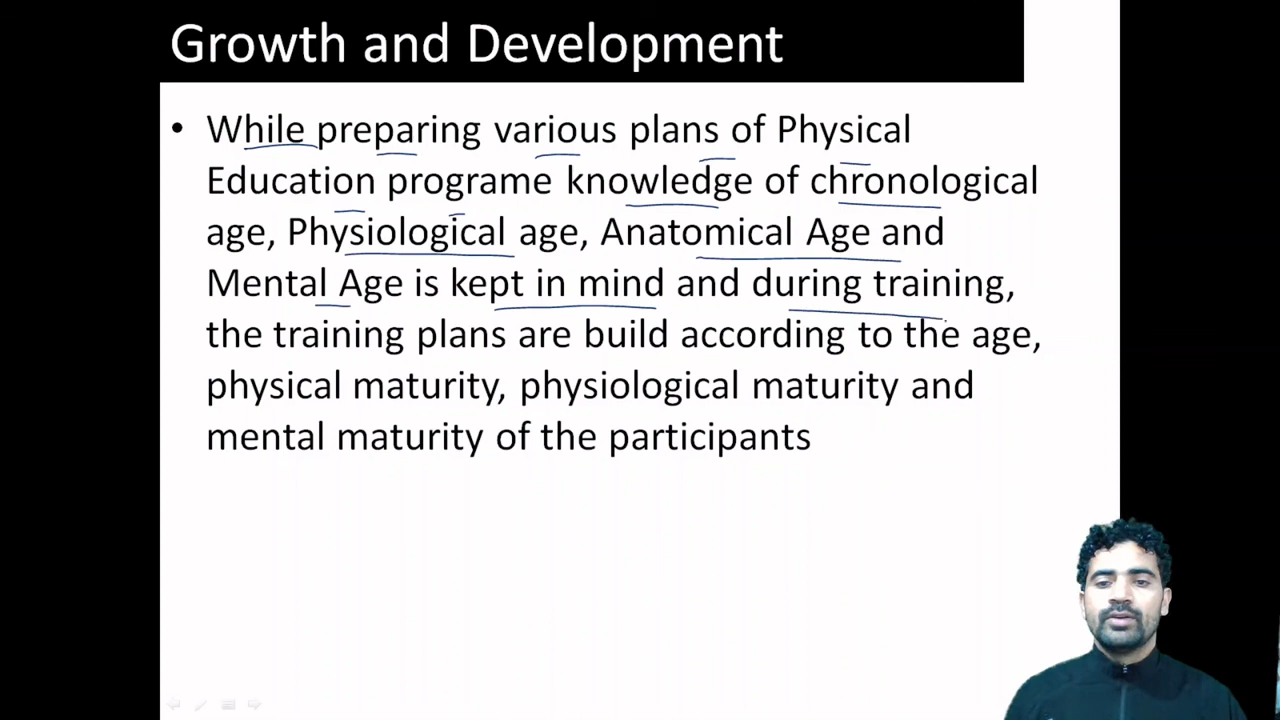 Growth and Development
• While preparing various plans of Physical
Education programe knowledge of chronological
age, Physiological age, Anatomical Age and
Mental Age is kept in mind and during training,
the training plans are build according to the age,
physical maturity, physiological maturity and
mental maturity of the participants